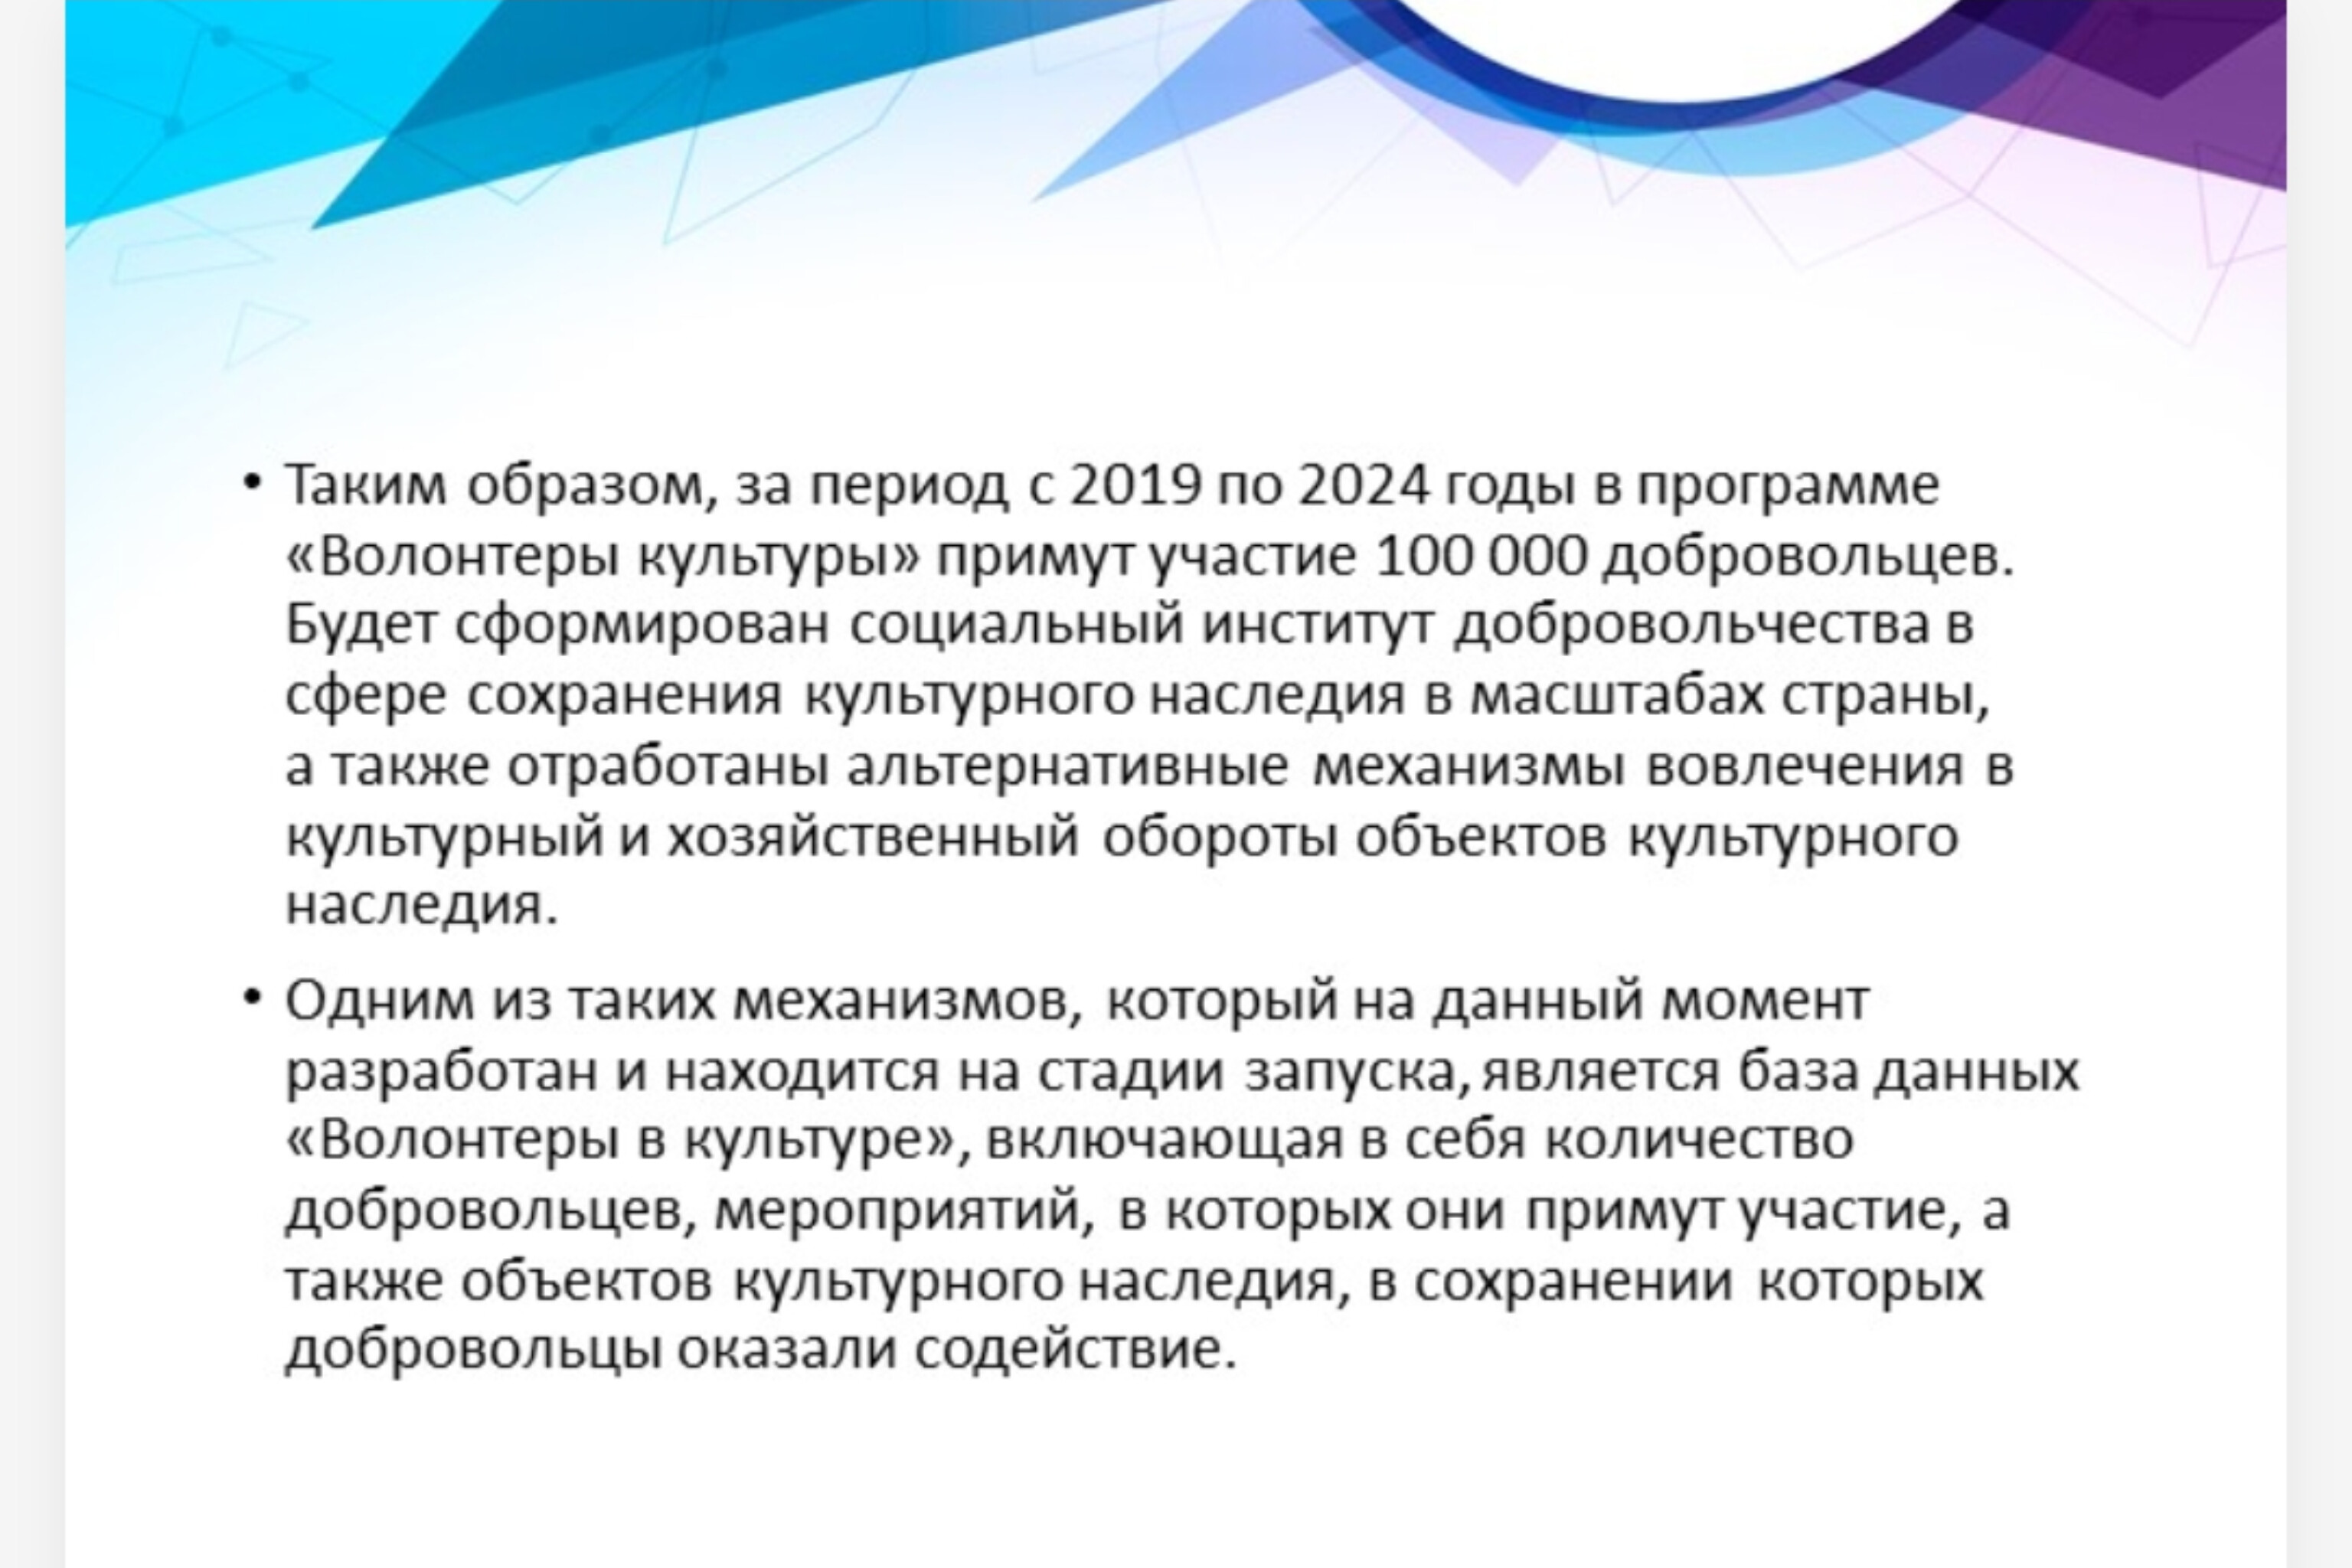 • Таким образом, за период с 2019 по 2024 годы в программе
«Волонтеры культуры» примут участие 100 000 добровольцев.
Будет сформирован социальный институт добровольчества в
сфере сохранения культурного наследия в масштабах страны,
а также отработаны альтернативные механизмы вовлечения в
культурный и хозяйственный обороты объектов культурного
наследия.
• Одним из таких механизмов, который на данный момент
разработан и находится на стадии запуска, является база данных
«Волонтеры в культуре», включающая в себя количество
добровольцев, мероприятий, в которых они примут участие, а
также объектов культурного наследия, в сохранении которых
добровольцы оказали содействие.